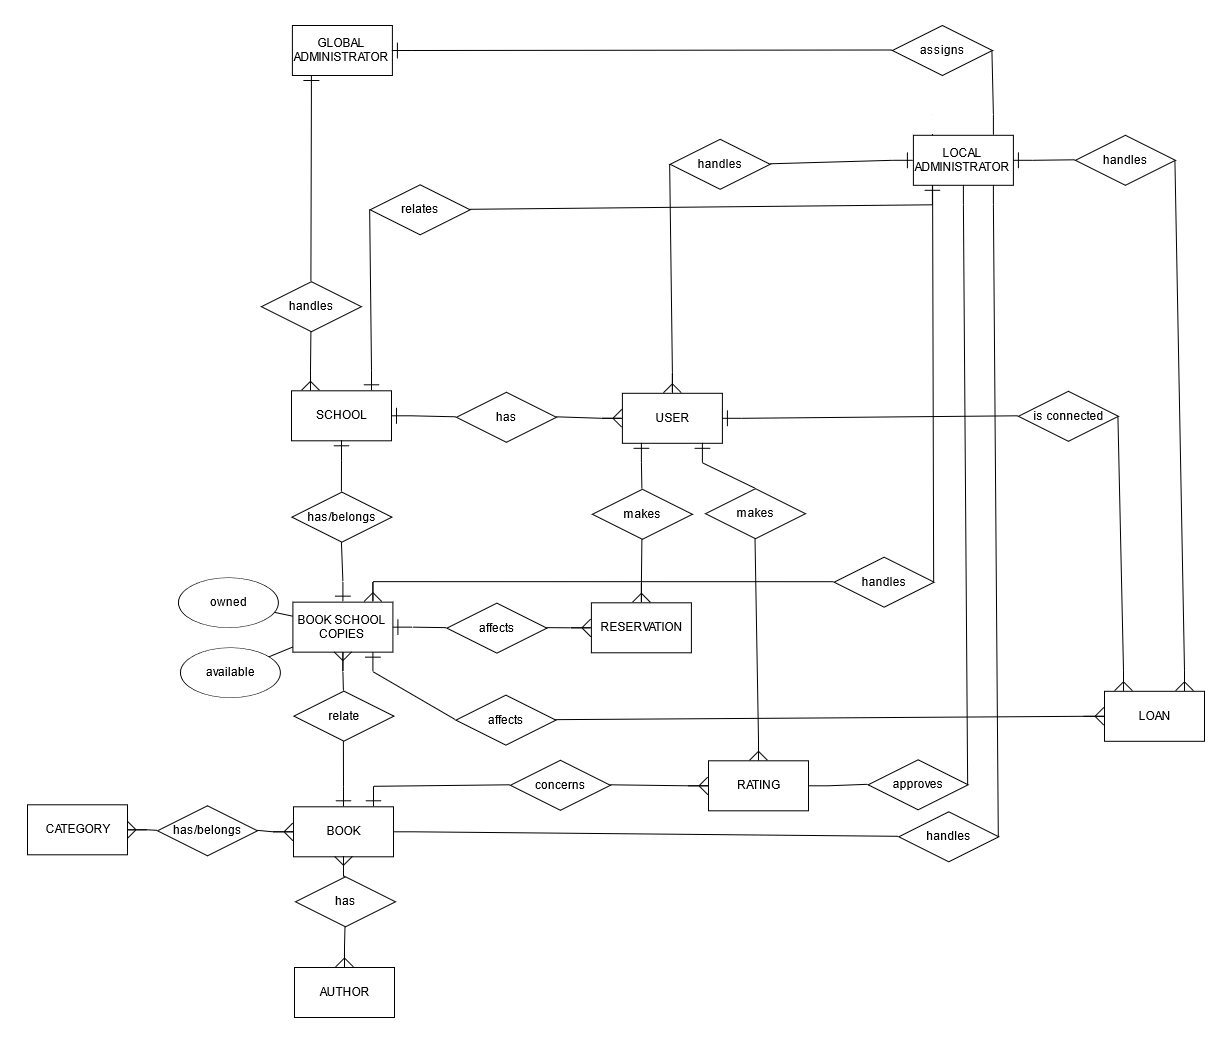 GLOBAL
ADMINISTRATOR
assigns
LOCAL
ADMINISTRATOR
handles
handles
relates
handles
SCHOOL
has
USER
is connected
has/belongs
makes
makes
handles
owned
BOOK SCHOOL
COPIES
affects
RESERVATION
available
relate
affects
LOAN
concerns
RATING
approves
CATEGORY
has/belongs
BOOK
handles
has
AUTHOR